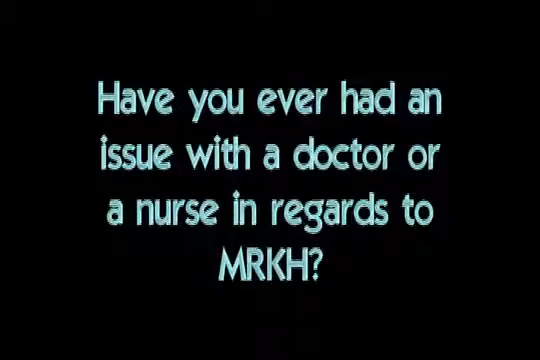 Have you ever had an
issue with a doctor or
a nurse in regards to
MRKH?